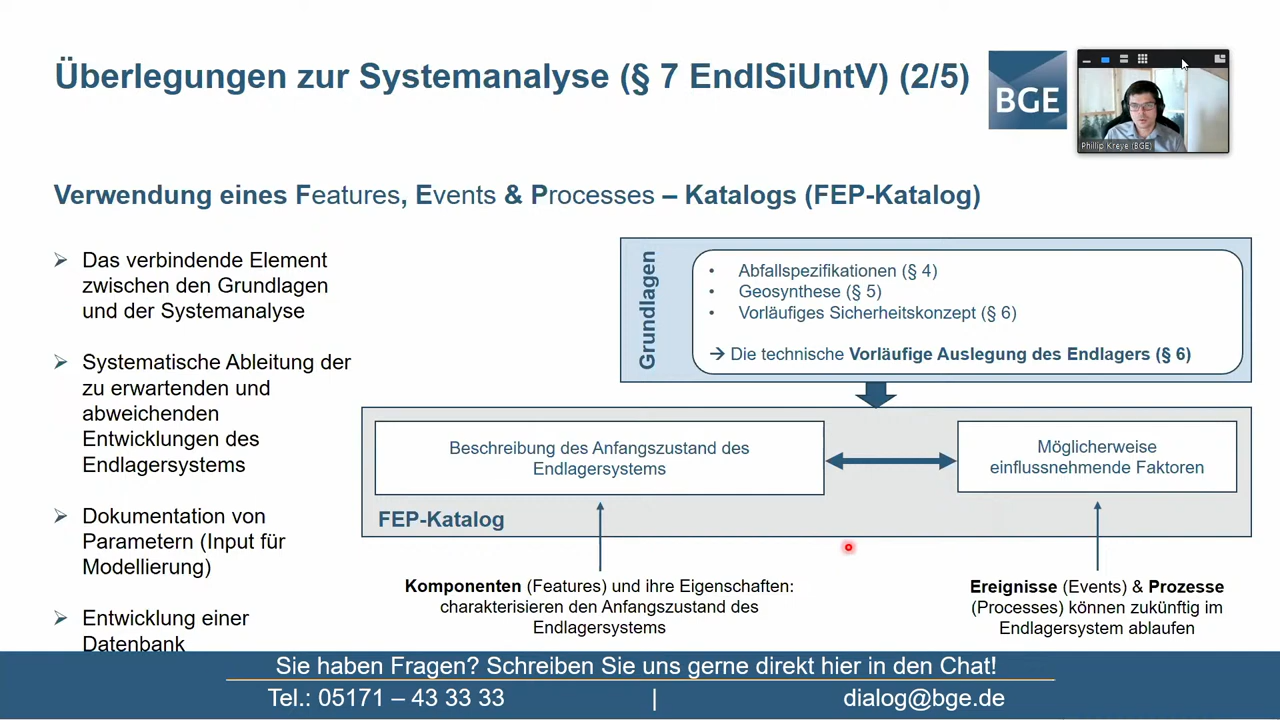 Überlegungen zur Systemanalyse (§ 7 EndlSiUntV) (2/5)
BGE
Phillip Kreye (BGE)
Verwendung eines Features, Events & Processes – Katalogs (FEP-Katalog)
Das verbindende Element
zwischen den Grundlagen
und der Systemanalyse
Systematische Ableitung der
zu erwartenden und
abweichenden
Entwicklungen des
Endlagersystems
Dokumentation von
Parametern (Input für
Modellierung)
Entwicklung einer
Datenbank
Grundlagen
• Abfallspezifikationen (§ 4)
• Geosynthese (§ 5)
• Vorläufiges Sicherheitskonzept (§ 6)
→ Die technische Vorläufige Auslegung des Endlagers (§ 6)
Beschreibung des Anfangszustand des
Endlagersystems
Möglicherweise
einflussnehmende Faktoren
FEP-Katalog
Komponenten (Features) und ihre Eigenschaften:
charakterisieren den Anfangszustand des
Endlagersystems
Ereignisse (Events) & Prozesse
(Processes) können zukünftig im
Endlagersystem ablaufen
Sie haben Fragen? Schreiben Sie uns gerne direkt hier in den Chat!
Tel.: 05171 – 43 33 33 | dialog@bge.de